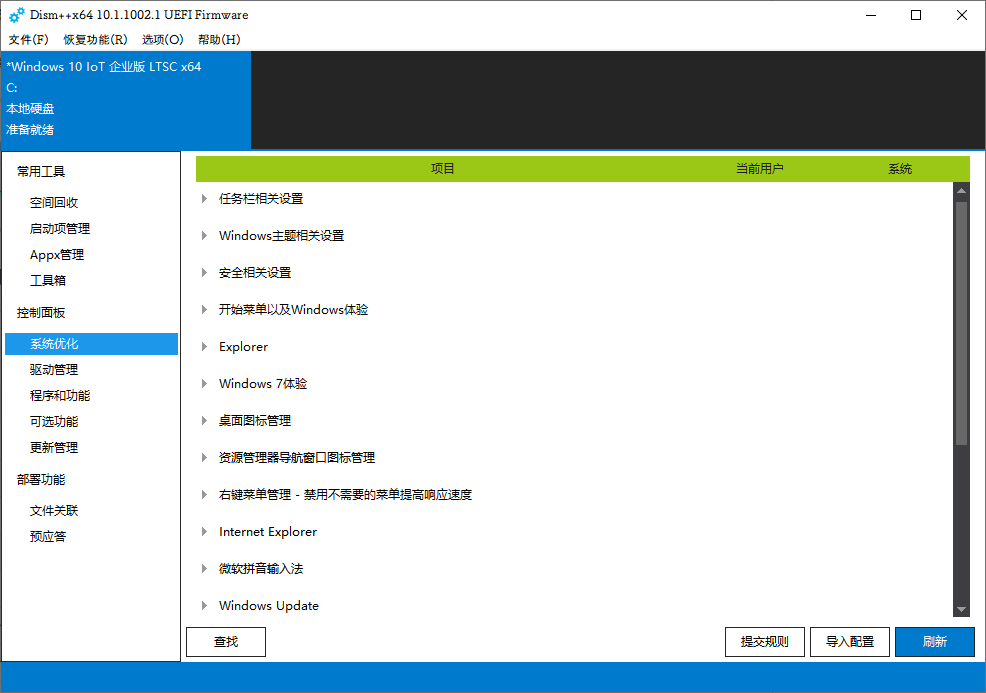 Dism++x64 10.1.1002.1 UEFI Firmware
文件(F) 恢复功能(R) 选项(O) 帮助(H)
*Windows 10 IoT 企业版 LTSC x64
C:
本地硬盘
准备就绪
常用工具
空间回收
启动项管理
Appx管理
工具箱
控制面板
系统优化
驱动管理
程序和功能
可选功能
更新管理
部署功能
文件关联
预应答
项目 当前用户 系统
任务栏相关设置
Windows主题相关设置
安全相关设置
开始菜单以及Windows体验
Explorer
Windows 7体验
桌面图标管理
资源管理器导航窗口图标管理
右键菜单管理 - 禁用不需要的菜单提高响应速度
Internet Explorer
微软拼音输入法
Windows Update
查找 提交规则 导入配置 刷新